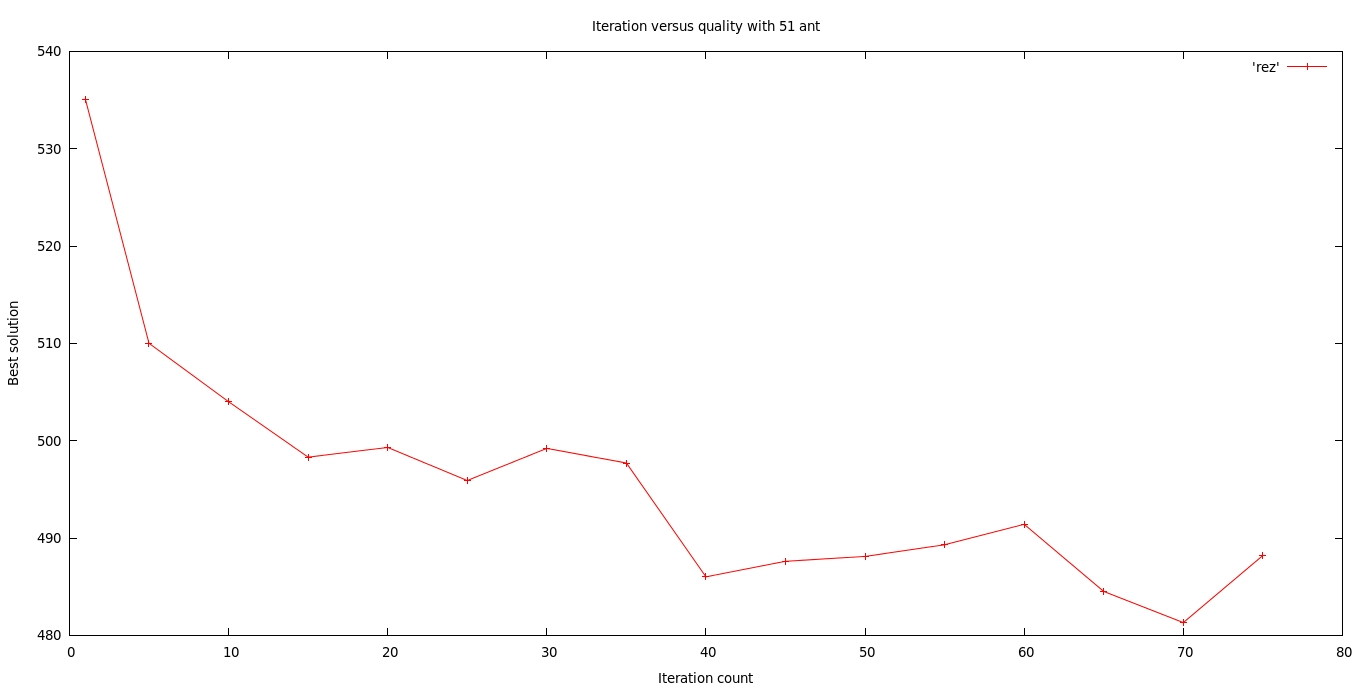 Iteration versus quality with 51 ant
540
'rez'
530
520
510
Best solution
500
490
480
0 10 20 30 40 50 60 70 80
Iteration count